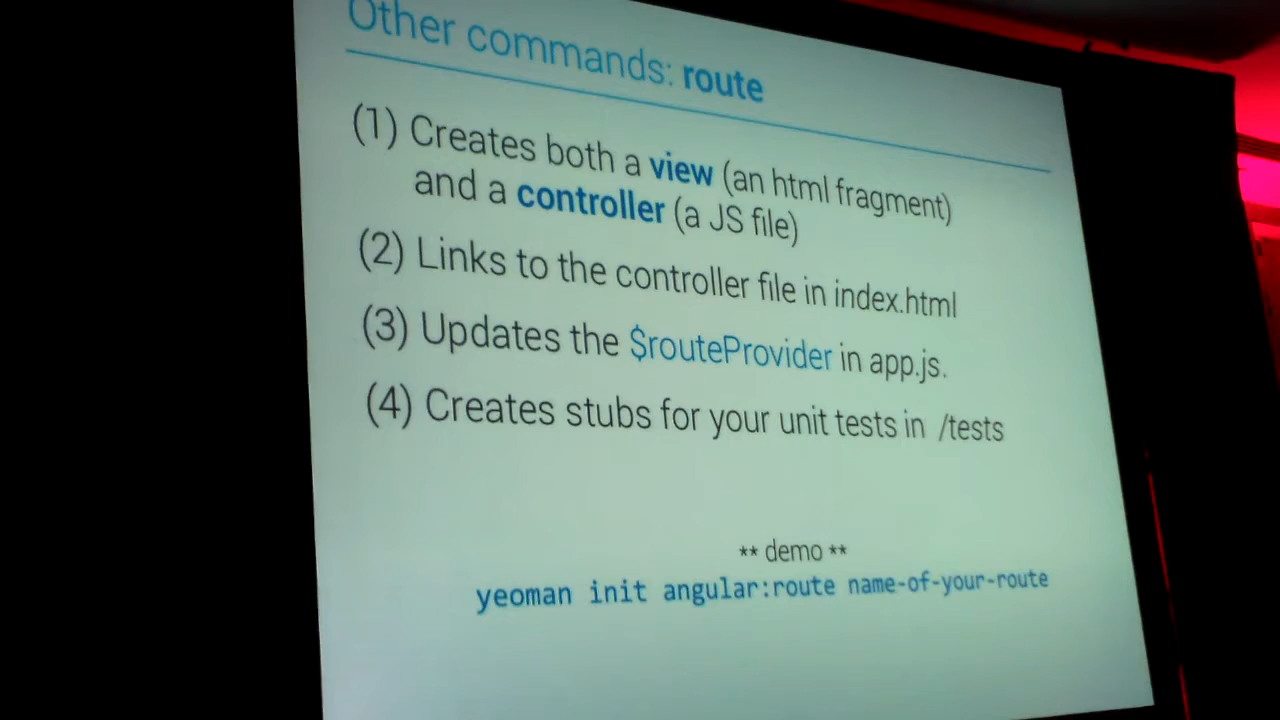 Other commands: route
(1) Creates both a view (an html fragment)
and a controller (a JS file)
(2) Links to the controller file in index.html
(3) Updates the $routeProvider in app.js.
(4) Creates stubs for your unit tests in /tests
** demo **
yeoman init angular:route name-of-your-route